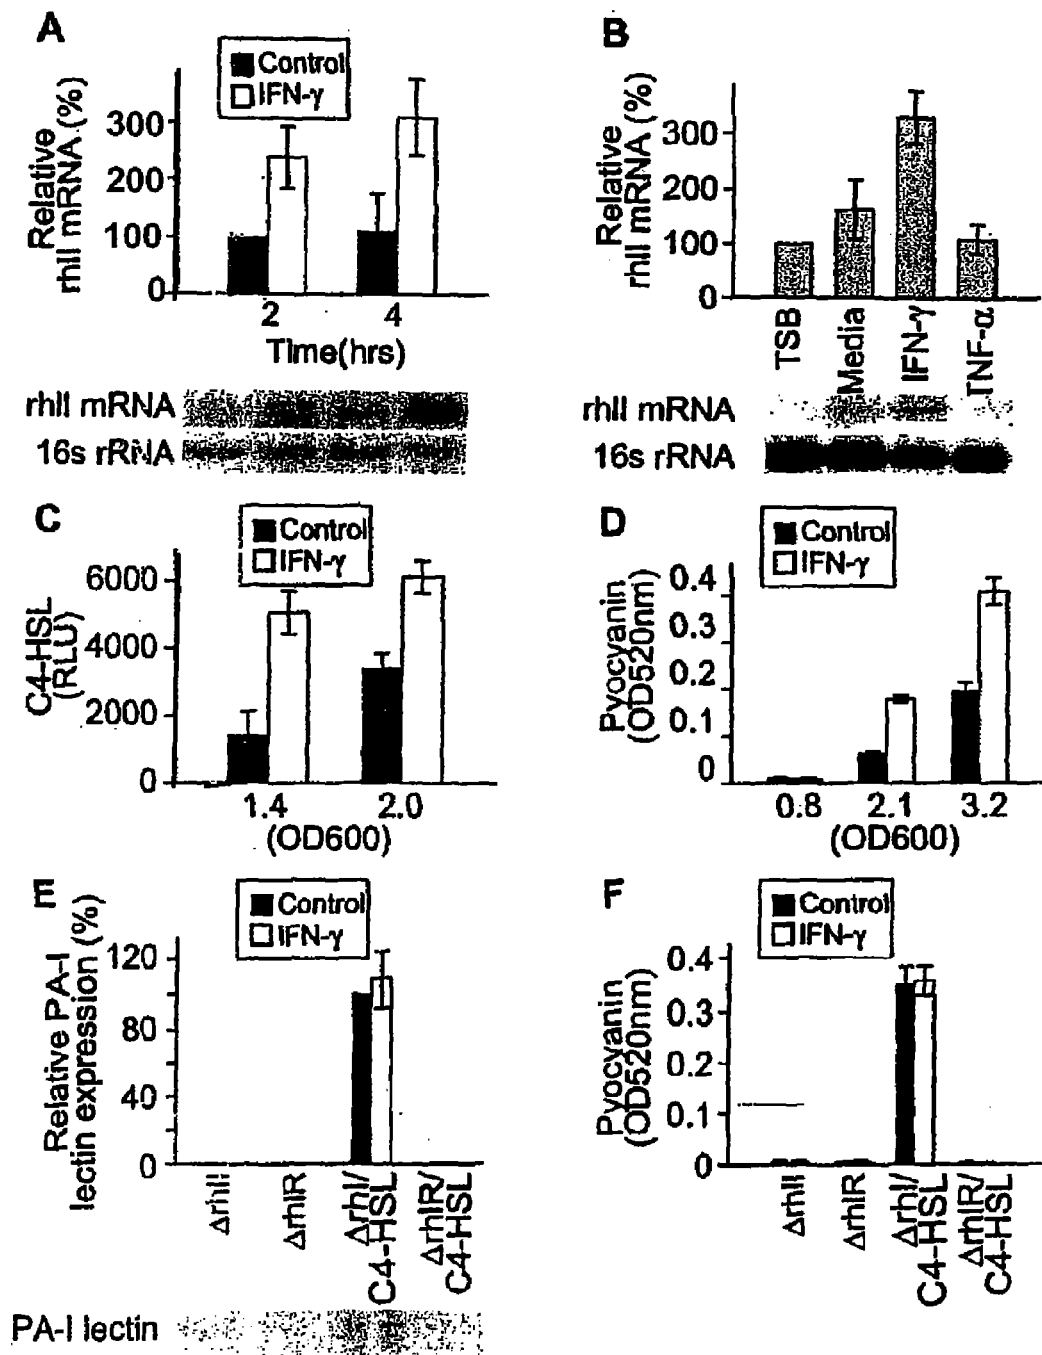 A
Control
IFN-γ
Relative
rhlI mRNA (%)
300
200
100
0
2
4
Time(hrs)
rhlI mRNA
16s rRNA
B
Relative
rhlI mRNA (%)
300
200
100
0
TSB
Media
IFN-γ
TNF-α
rhlI mRNA
16s rRNA
C
Control
IFN-γ
C4-HSL
(RLU)
6000
4000
2000
0
1.4
2.0
(OD600)
D
Control
IFN-γ
Pyocyanin
(OD520nm)
0.4
0.3
0.2
0.1
0
0.8
2.1
3.2
(OD600)
E
Control
IFN-γ
Relative PA-I
lectin expression (%)
120
80
40
0
ΔrhlI
ΔrhlR
ΔrhI/
C4-HSL
ΔrhlR/
C4-HSL
PA-I lectin
F
Control
IFN-γ
Pyocyanin
(OD520nm)
0.4
0.3
0.2
0.1
0
ΔrhlI
ΔrhlR
ΔrhI/
C4-HSL
ΔrhlR/
C4-HSL